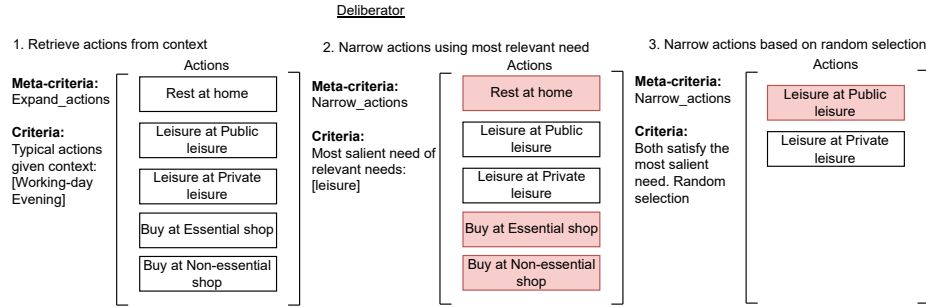 Deliberator
1. Retrieve actions from context
Meta-criteria:
Expand_actions
Criteria:
Typical actions
given context:
[Working-day
Evening]
Actions
Rest at home
Leisure at Public
leisure
Leisure at Private
leisure
Buy at Essential shop
Buy at Non-essential
shop
2. Narrow actions using most relevant need
Meta-criteria:
Narrow_actions
Criteria:
Most salient need of
relevant needs:
[leisure]
Actions
Rest at home
Leisure at Public
leisure
Leisure at Private
leisure
Buy at Essential shop
Buy at Non-essential
shop
3. Narrow actions based on random selection
Meta-criteria:
Narrow_actions
Criteria:
Both satisfy the
most salient
need. Random
selection
Actions
Leisure at Public
leisure
Leisure at Private
leisure